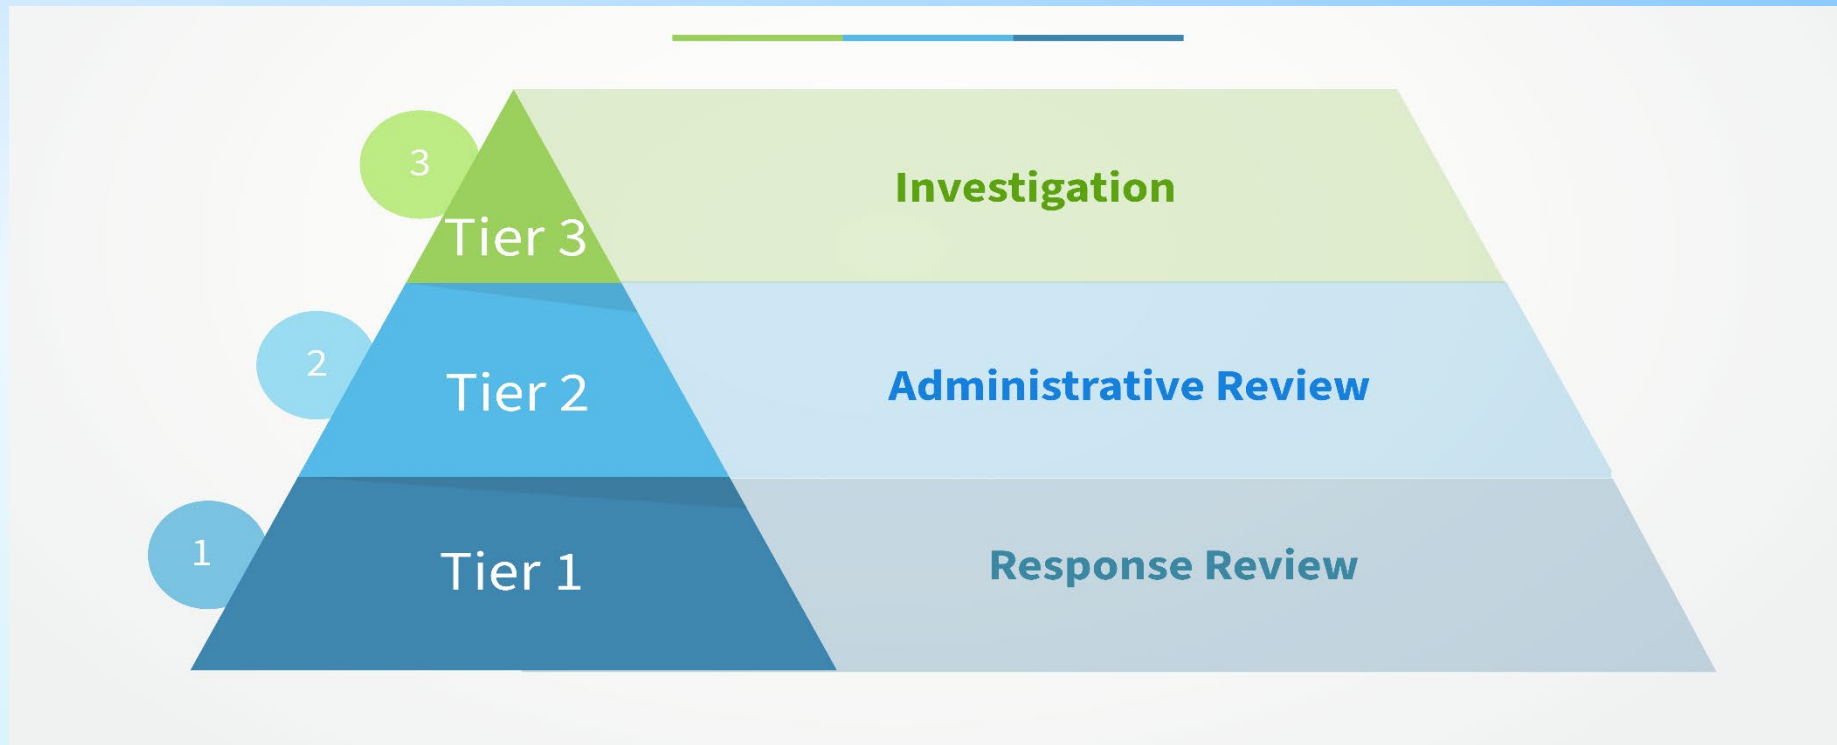 3
Tier 3
Investigation
2
Tier 2
Administrative Review
1
Tier 1
Response Review